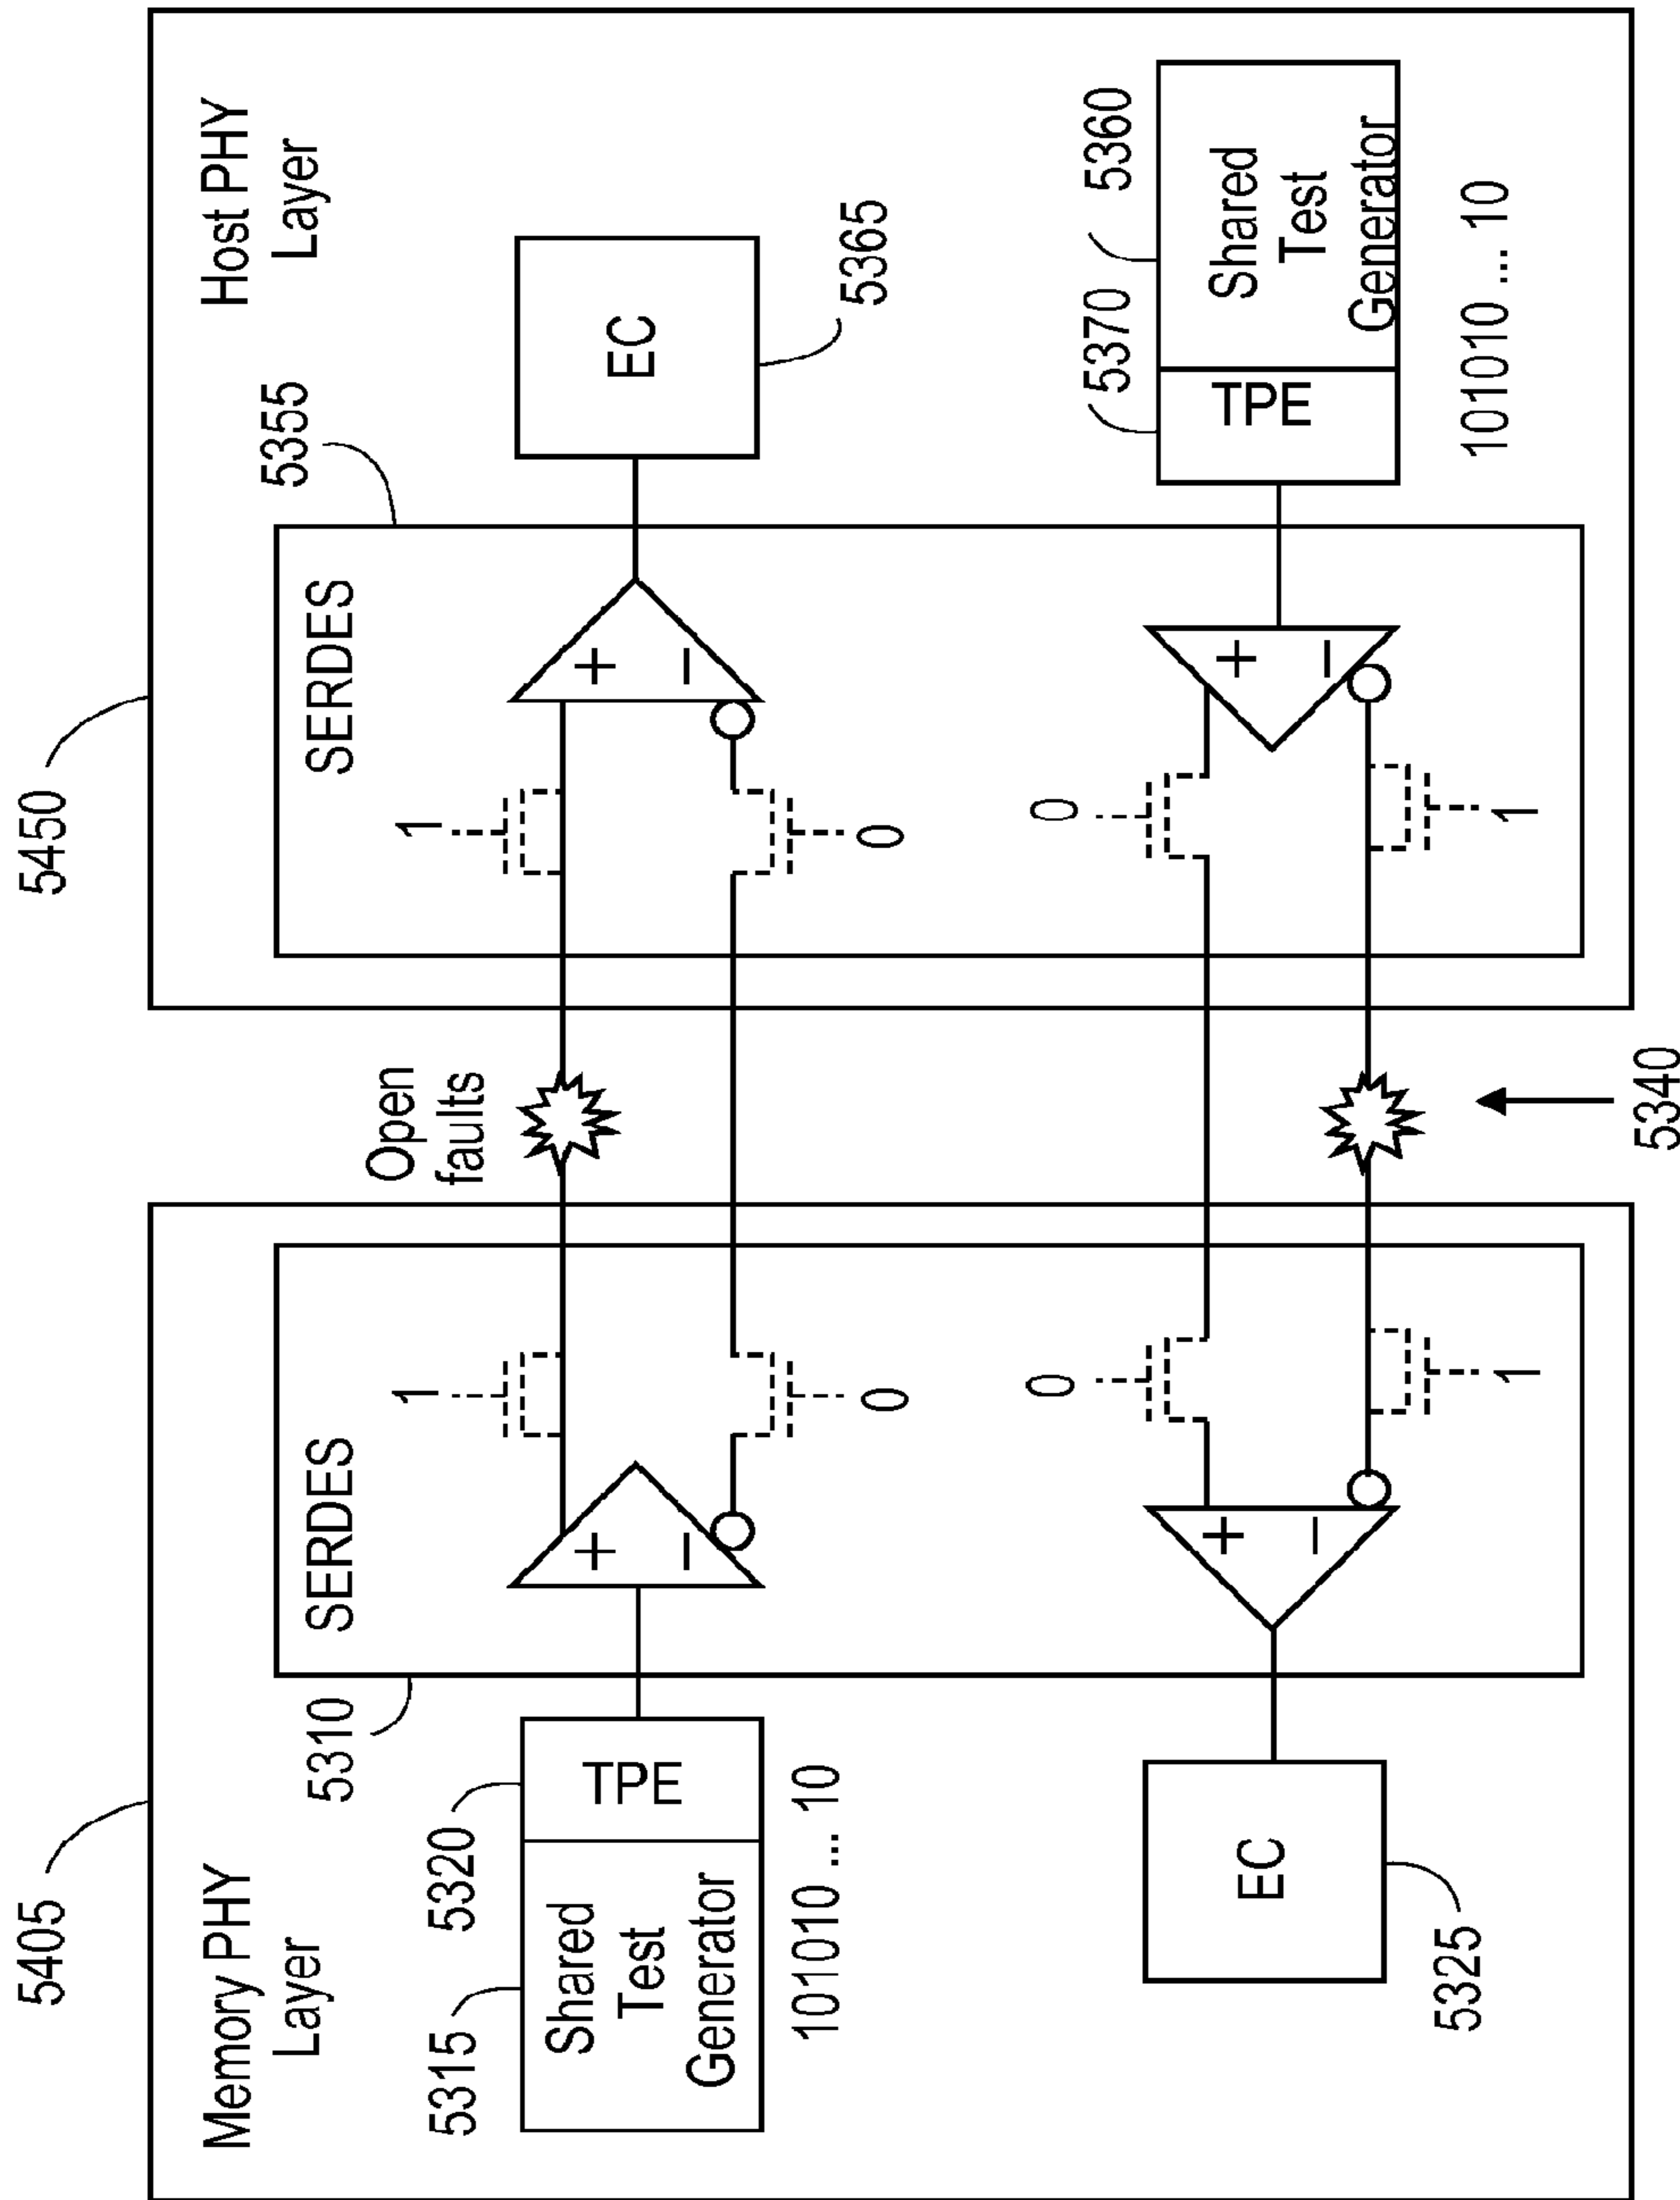 5405
Memory PHY
Layer
5315
5320
5310
Shared
Test
Generator
TPE
101010 ... 10
EC
5325
SERDES
1
+
−
0
0
+
−
1
Open
faults
5340
5450
Host PHY
Layer
5355
SERDES
1
+
−
0
0
+
−
1
EC
5365
5370
5360
TPE
Shared
Test
Generator
101010 ... 10